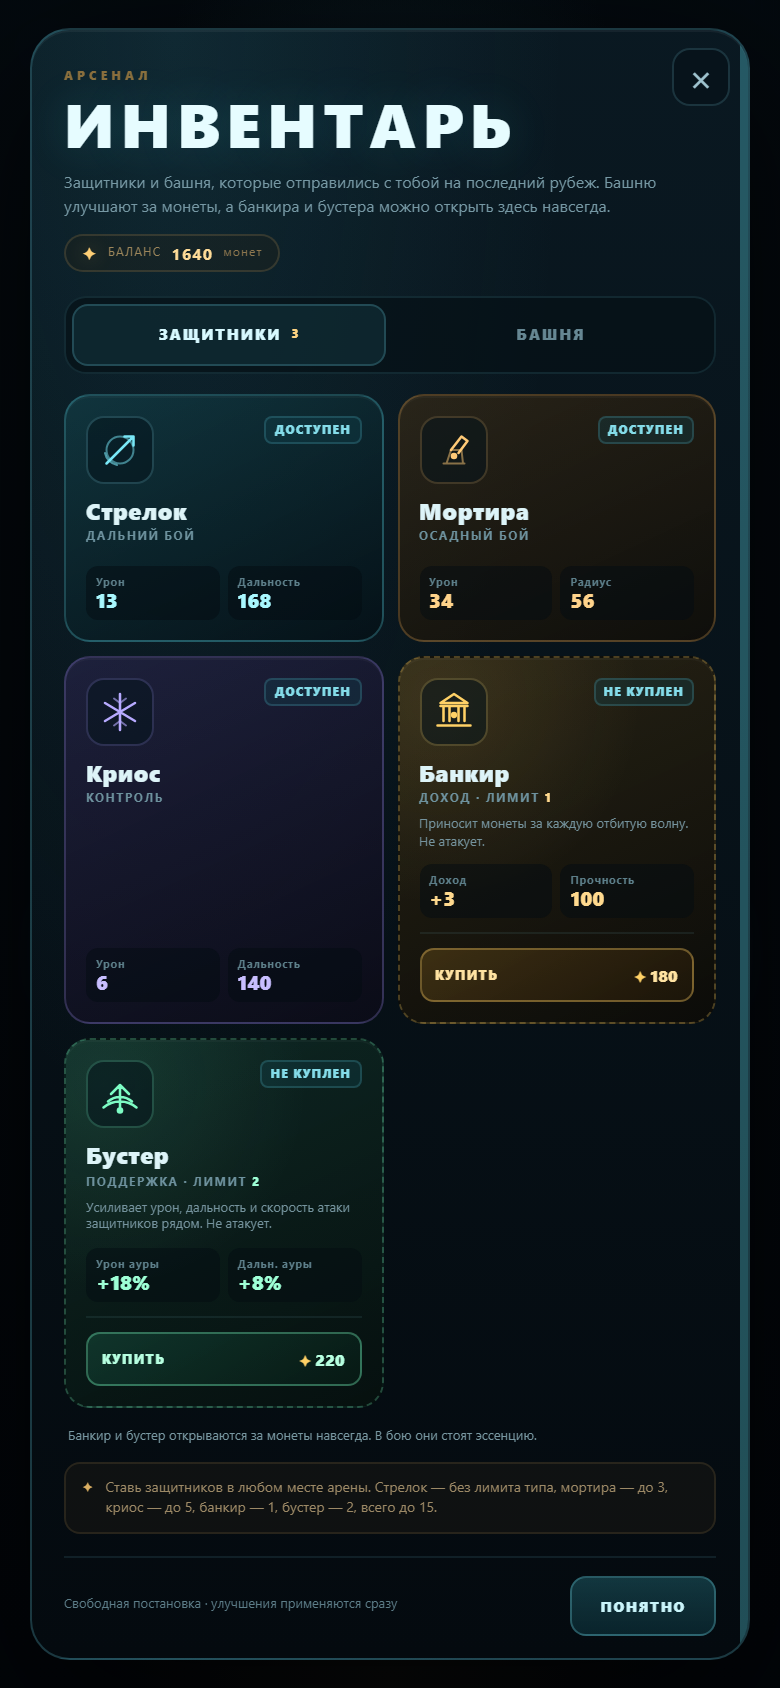 АРСЕНАЛ
ИНВЕНТАРЬ
Защитники и башня, которые отправились с тобой на последний рубеж. Башню
улучшают за монеты, а банкира и бустера можно открыть здесь навсегда.
БАЛАНС 1640 монет
ЗАЩИТНИКИ 3
БАШНЯ
ДОСТУПЕН
Стрелок
ДАЛЬНИЙ БОЙ
Урон
13
Дальность
168
ДОСТУПЕН
Мортира
ОСАДНЫЙ БОЙ
Урон
34
Радиус
56
ДОСТУПЕН
Криос
КОНТРОЛЬ
Урон
6
Дальность
140
НЕ КУПЛЕН
Банкир
ДОХОД · ЛИМИТ 1
Приносит монеты за каждую отбитую волну.
Не атакует.
Доход
+3
Прочность
100
КУПИТЬ
180
НЕ КУПЛЕН
Бустер
ПОДДЕРЖКА · ЛИМИТ 2
Усиливает урон, дальность и скорость атаки
защитников рядом. Не атакует.
Урон ауры
+18%
Дальн. ауры
+8%
КУПИТЬ
220
Банкир и бустер открываются за монеты навсегда. В бою они стоят эссенцию.
Ставь защитников в любом месте арены. Стрелок — без лимита типа, мортира — до 3,
криос — до 5, банкир — 1, бустер — 2, всего до 15.
Свободная постановка · улучшения применяются сразу
понятно